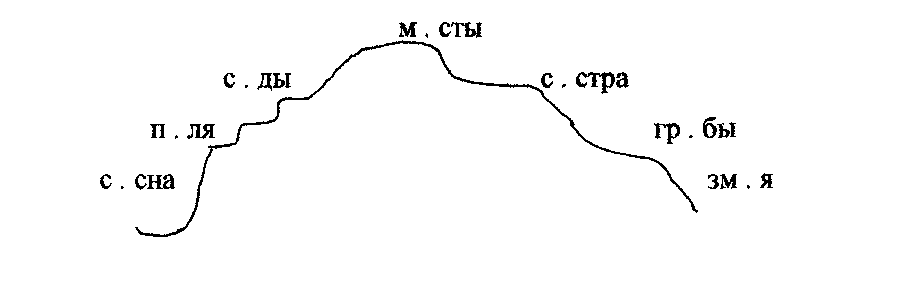 м . сты
с . ды
с . стра
п . ля
гр . бы
с . сна
зм . я